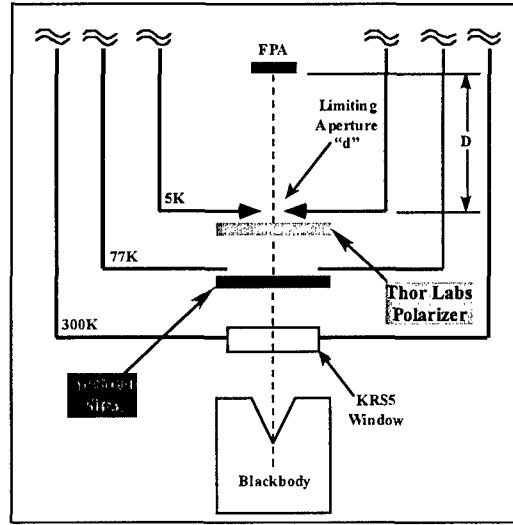 FPA
Limiting
Aperture
“d”
D
5K
77K
Thor Labs
Polarizer
300K
KRS5
Window
Blackbody